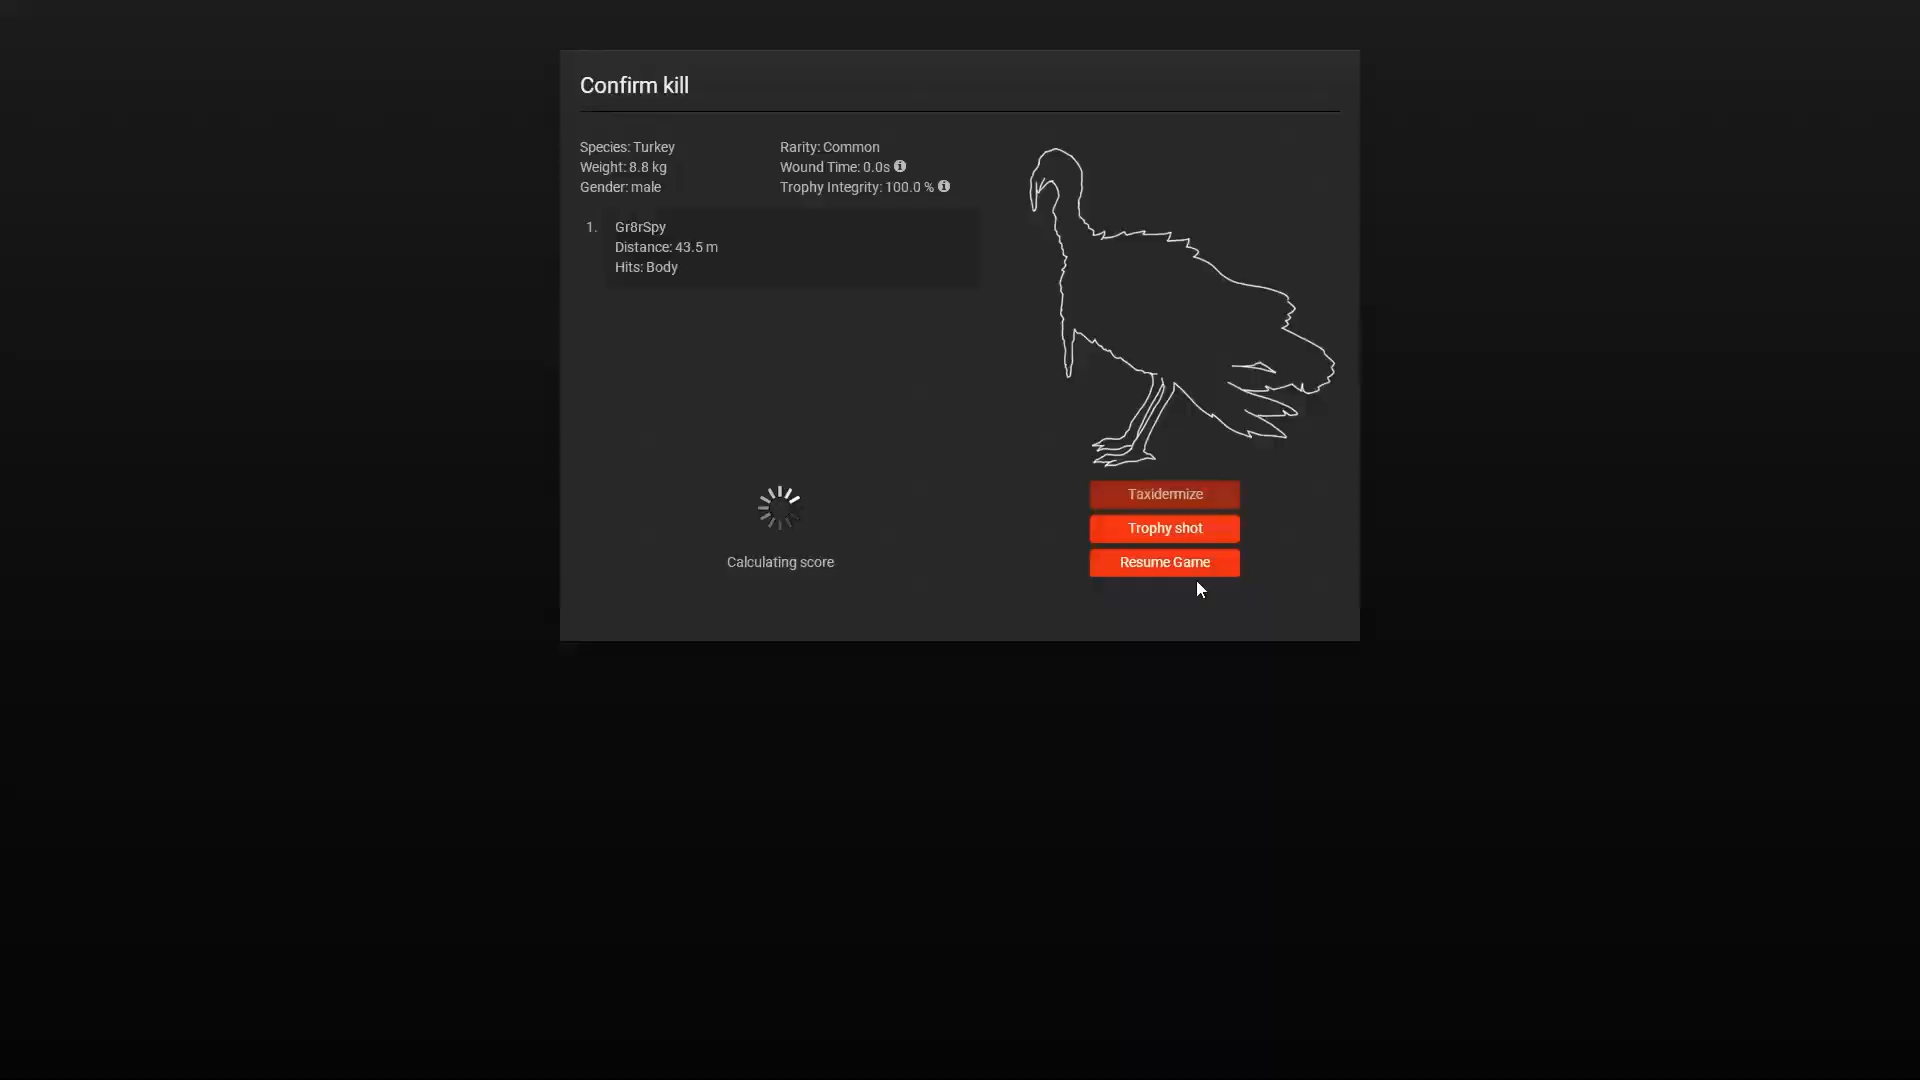 Confirm kill
Species: Turkey
Weight: 8.8 kg
Gender: male
Rarity: Common
Wound Time: 0.0s
Trophy Integrity: 100.0 %
1.
Gr8rSpy
Distance: 43.5 m
Hits: Body
Calculating score
Taxidermize
Trophy shot
Resume Game